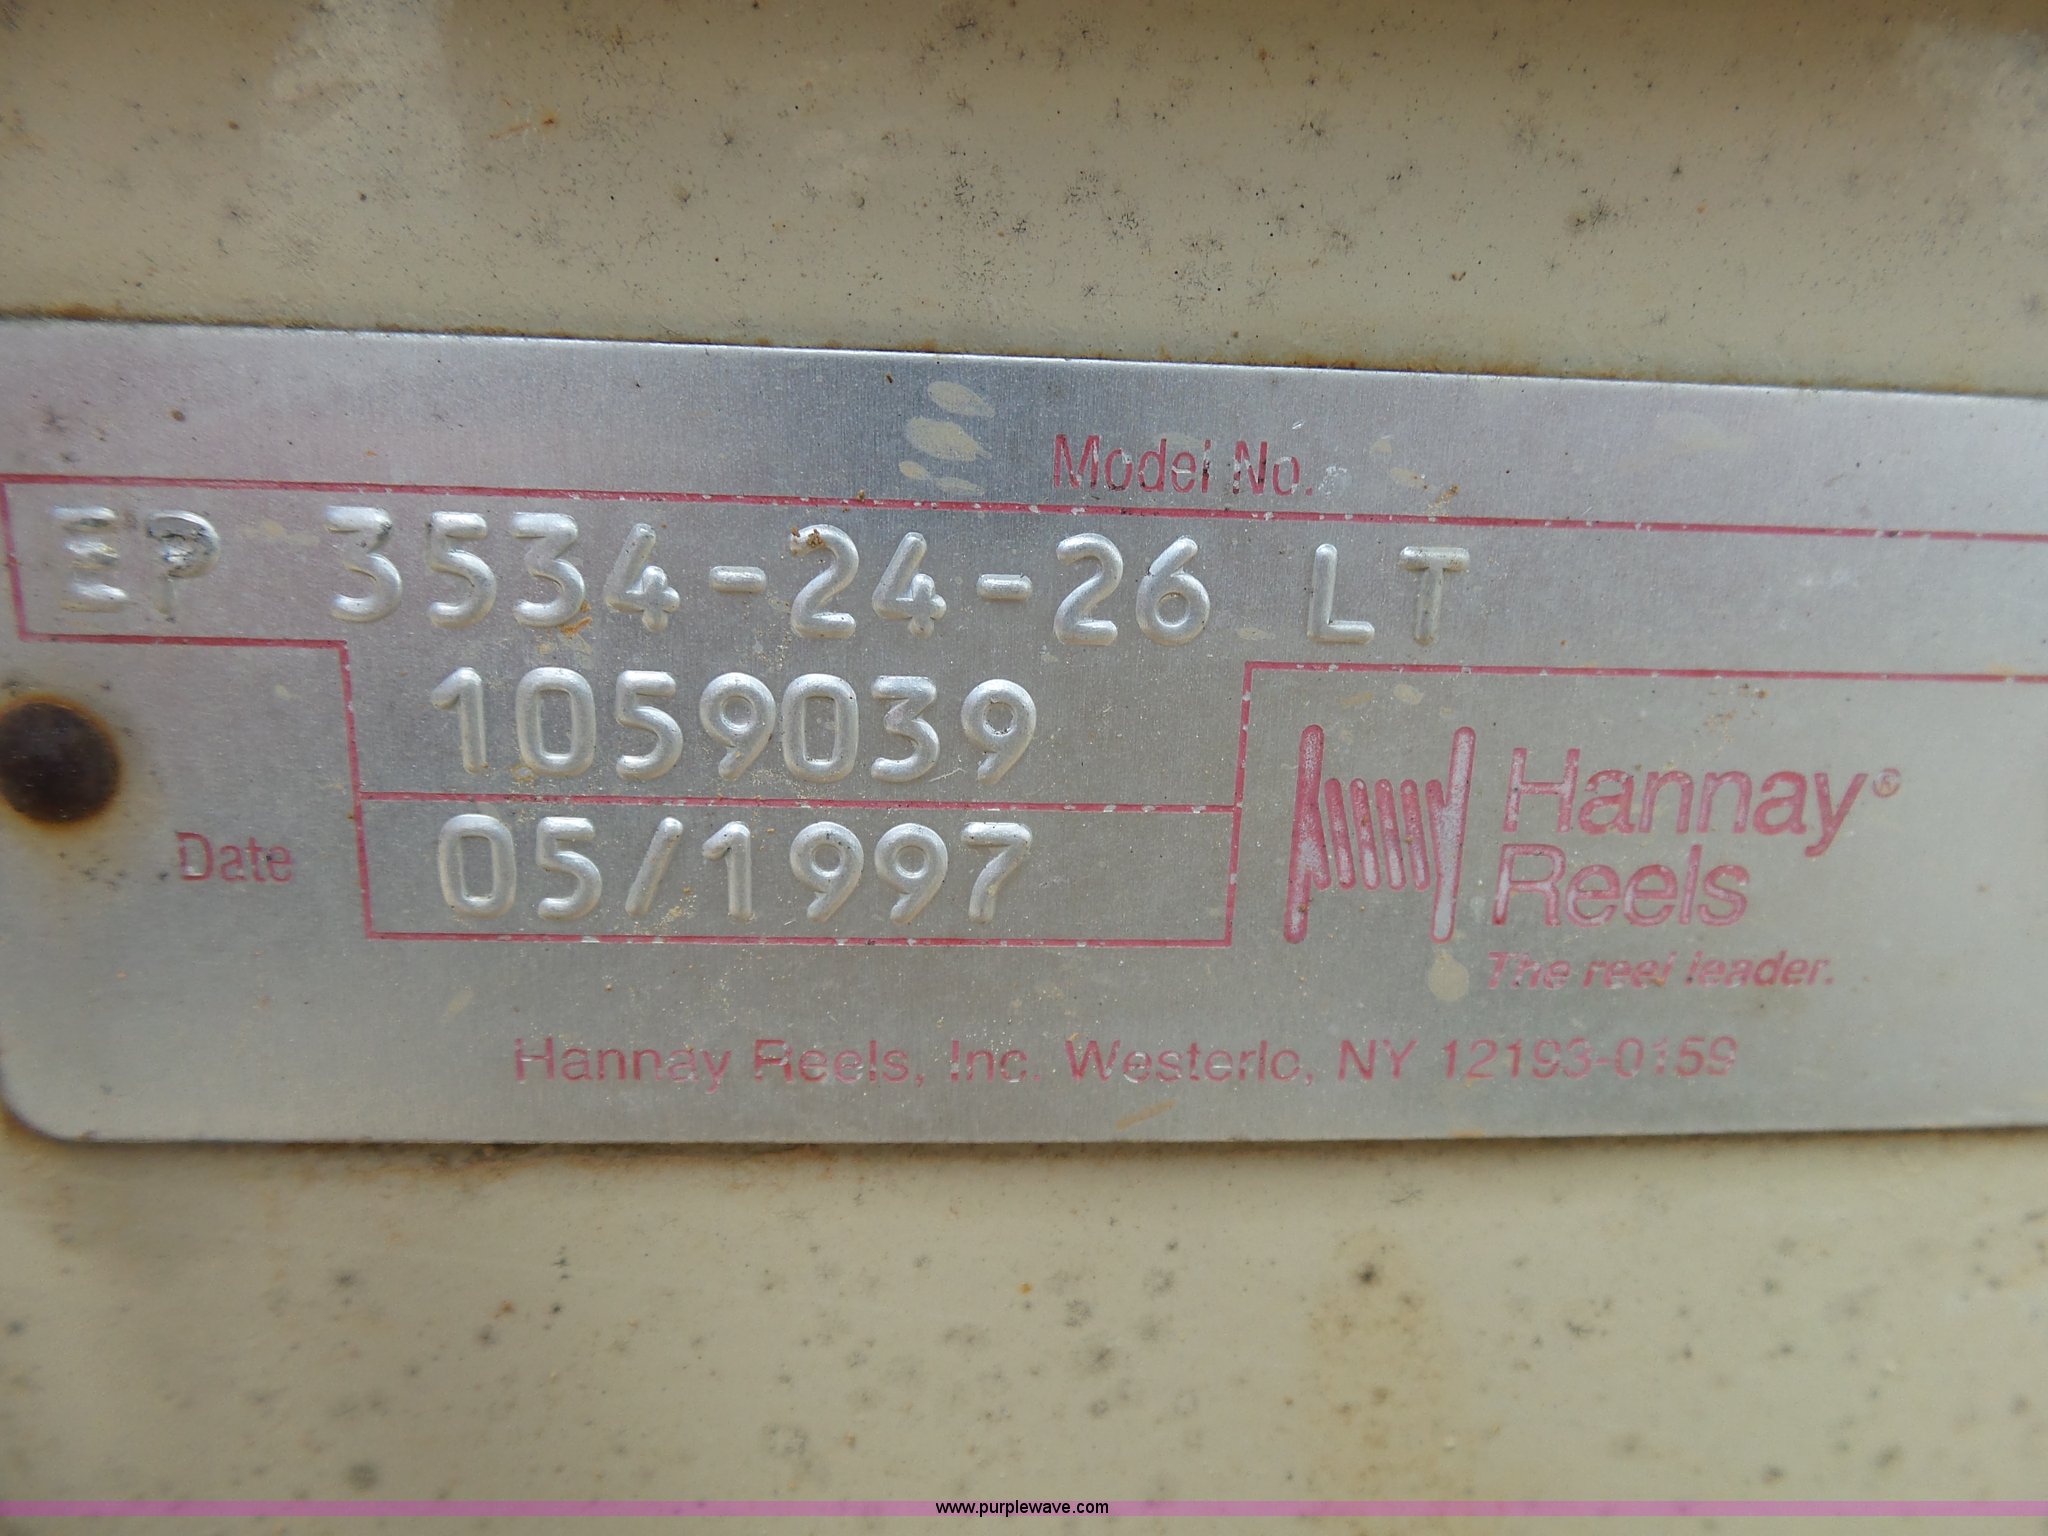 Model No.
EP 3534-24-26 LT
1059039
Date 05/1997
Hannay®
Reels
The reel leader.
Hannay Reels, Inc. Westerlo, NY 12193-0159
www.purplewave.com